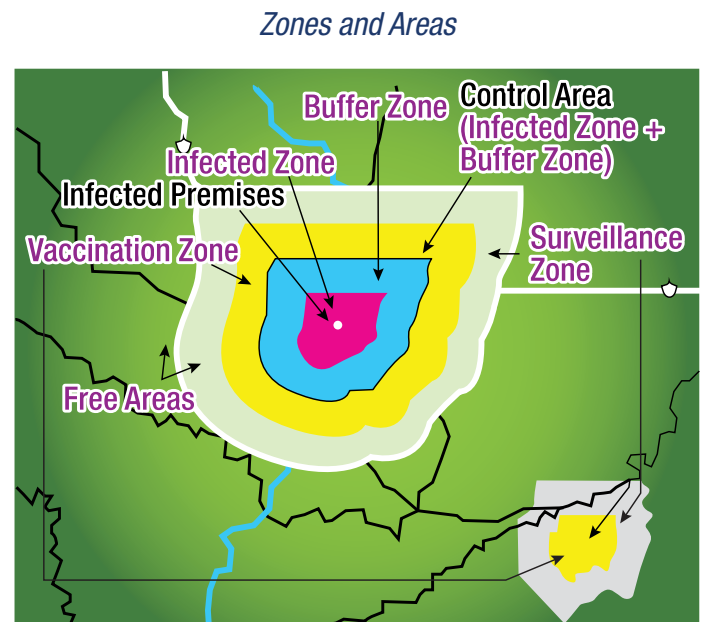 Zones and Areas
Buffer Zone
Control Area
(Infected Zone +
Buffer Zone)
Infected Zone
Infected Premises
Vaccination Zone
Surveillance
Zone
Free Areas